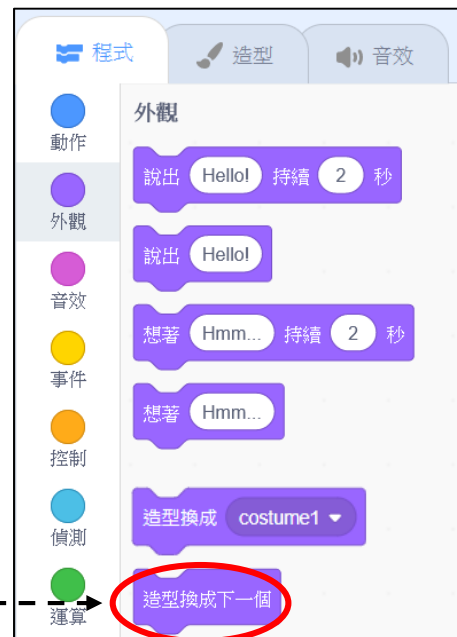 程式 造型 音效
動作
外觀
音效
事件
控制
偵測
運算
外觀
說出 Hello! 持續 2 秒
說出 Hello!
想著 Hmm... 持續 2 秒
想著 Hmm...
造型換成 costume1
造型換成下一個